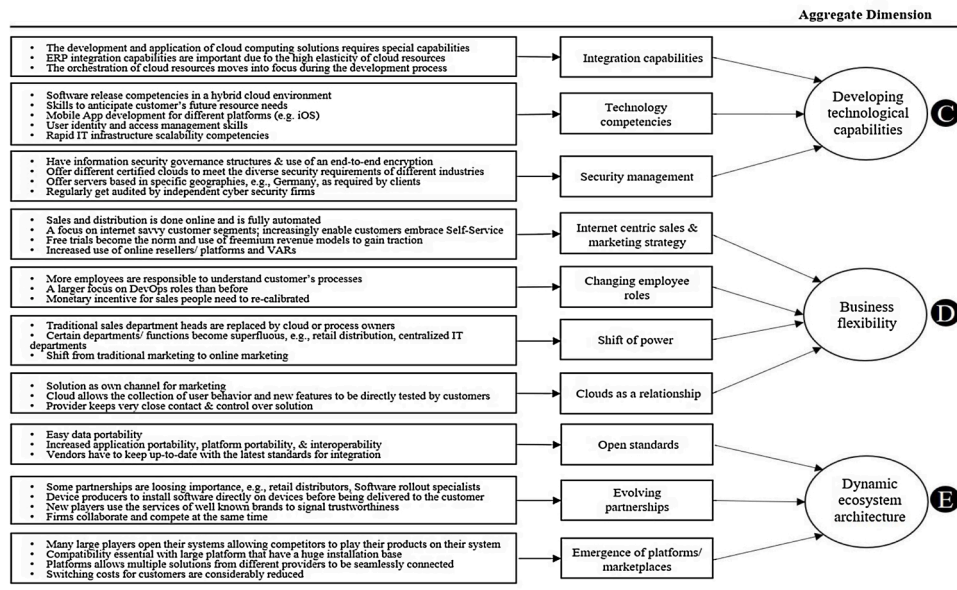 Aggregate Dimension
• The development and application of cloud computing solutions requires special capabilities
• ERP integration capabilities are important due to the high elasticity of cloud resources
• The orchestration of cloud resources moves into focus during the development process
Integration capabilities
• Software release competencies in a hybrid cloud environment
• Skills to anticipate customer's future resource needs
• Mobile App development for different platforms (e.g. iOS)
• User identity and access management skills
• Rapid IT infrastructure scalability competencies
Technology
competencies
• Have information security governance structures & use of an end-to-end encryption
• Offer different certified clouds to meet the diverse security requirements of different industries
• Offer servers based in specific geographies, e.g., Germany, as required by clients
• Regularly get audited by independent cyber security firms
Security management
Developing
technological
capabilities
C
• Sales and distribution is done online and is fully automated
• A focus on internet savvy customer segments; increasingly enable customers embrace Self-Service
• Free trials become the norm and use of freemium revenue models to gain traction
• Increased use of online resellers/ platforms and VARs
Internet centric sales &
marketing strategy
• More employees are responsible to understand customer's processes
• A larger focus on DevOps roles than before
• Monetary incentive for sales people need to re-calibrated
Changing employee
roles
• Traditional sales department heads are replaced by cloud or process owners
• Certain departments/ functions become superfluous, e.g., retail distribution, centralized IT
departments
• Shift from traditional marketing to online marketing
Shift of power
• Solution as own channel for marketing
• Cloud allows the collection of user behavior and new features to be directly tested by customers
• Provider keeps very close contact & control over solution
Clouds as a relationship
Business
flexibility
D
• Easy data portability
• Increased application portability, platform portability, & interoperability
• Vendors have to keep up-to-date with the latest standards for integration
Open standards
• Some partnerships are loosing importance, e.g., retail distributors, Software rollout specialists
• Device producers to install software directly on devices before being delivered to the customer
• New players use the services of well known brands to signal trustworthiness
• Firms collaborate and compete at the same time
Evolving
partnerships
• Many large players open their systems allowing competitors to play their products on their system
• Compatibility essential with large platform that have a huge installation base
• Platforms allows multiple solutions from different providers to be seamlessly connected
• Switching costs for customers are considerably reduced
Emergence of platforms/
marketplaces
Dynamic
ecosystem
architecture
E